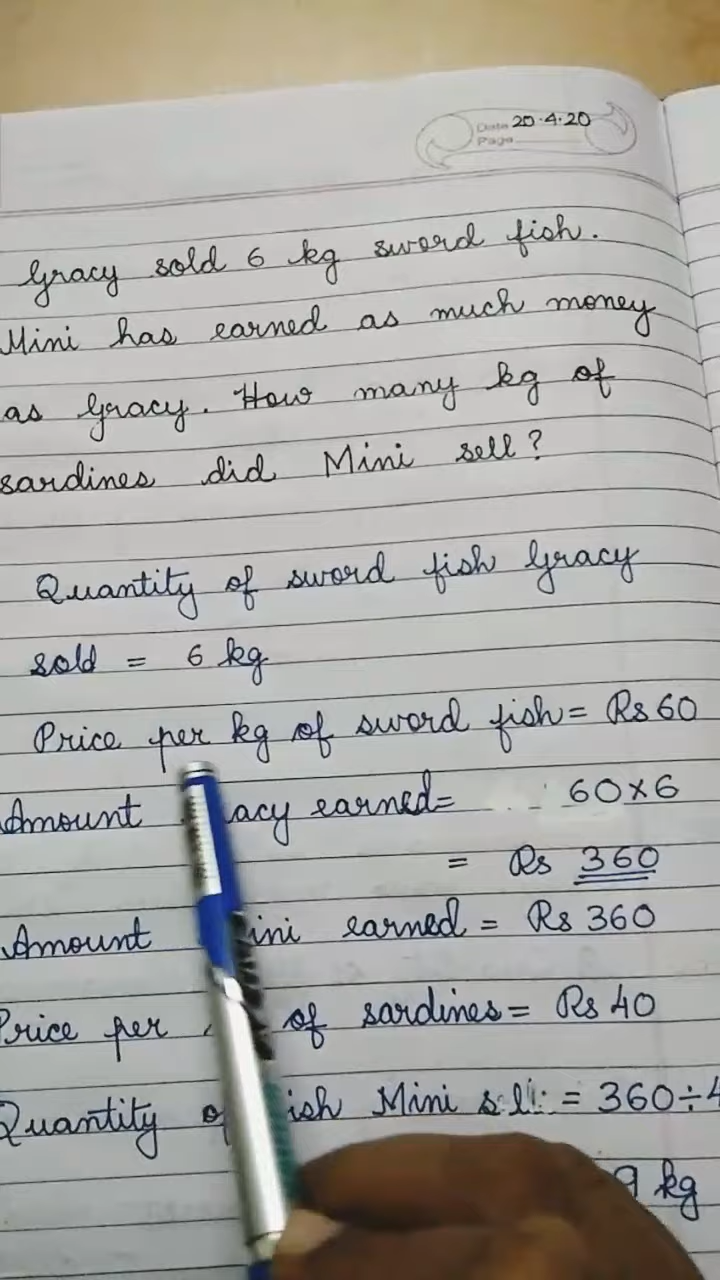 Date 20.4.20
Page
Gracy sold 6 kg sword fish.
Mini has earned as much money
as Gracy. How many kg of
sardines did Mini sell?
Quantity of sword fish Gracy
sold = 6 kg
Price per kg of sword fish = Rs 60
Amount acy earned= 60×6
= Rs 360
Amount ini earned = Rs 360
Price per of sardines = Rs 40
Quantity ish Mini = 360÷4
9 kg